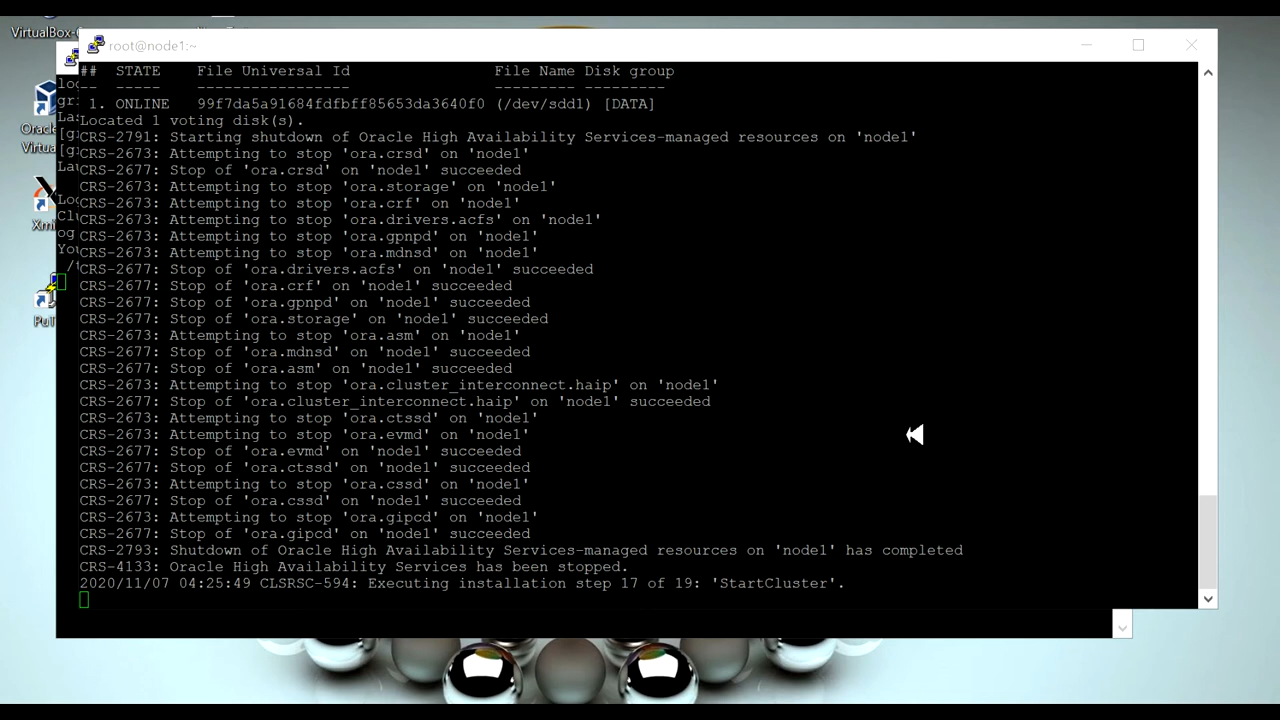 VirtualBox-
root@node1:~
## STATE File Universal Id File Name Disk group
-- ----- ----------------- --------- ---------
1. ONLINE 99f7da5a91684fdfbff85653da3640f0 (/dev/sdd1) [DATA]
Located 1 voting disk(s).
CRS-2791: Starting shutdown of Oracle High Availability Services-managed resources on 'node1'
CRS-2673: Attempting to stop 'ora.crsd' on 'node1'
CRS-2677: Stop of 'ora.crsd' on 'node1' succeeded
CRS-2673: Attempting to stop 'ora.storage' on 'node1'
CRS-2673: Attempting to stop 'ora.crf' on 'node1'
CRS-2673: Attempting to stop 'ora.drivers.acfs' on 'node1'
CRS-2673: Attempting to stop 'ora.gpnpd' on 'node1'
CRS-2673: Attempting to stop 'ora.mdnsd' on 'node1'
CRS-2677: Stop of 'ora.drivers.acfs' on 'node1' succeeded
CRS-2677: Stop of 'ora.crf' on 'node1' succeeded
CRS-2677: Stop of 'ora.gpnpd' on 'node1' succeeded
CRS-2677: Stop of 'ora.storage' on 'node1' succeeded
CRS-2673: Attempting to stop 'ora.asm' on 'node1'
CRS-2677: Stop of 'ora.mdnsd' on 'node1' succeeded
CRS-2677: Stop of 'ora.asm' on 'node1' succeeded
CRS-2673: Attempting to stop 'ora.cluster_interconnect.haip' on 'node1'
CRS-2677: Stop of 'ora.cluster_interconnect.haip' on 'node1' succeeded
CRS-2673: Attempting to stop 'ora.ctssd' on 'node1'
CRS-2673: Attempting to stop 'ora.evmd' on 'node1'
CRS-2677: Stop of 'ora.evmd' on 'node1' succeeded
CRS-2677: Stop of 'ora.ctssd' on 'node1' succeeded
CRS-2673: Attempting to stop 'ora.cssd' on 'node1'
CRS-2677: Stop of 'ora.cssd' on 'node1' succeeded
CRS-2673: Attempting to stop 'ora.gipcd' on 'node1'
CRS-2677: Stop of 'ora.gipcd' on 'node1' succeeded
CRS-2793: Shutdown of Oracle High Availability Services-managed resources on 'node1' has completed
CRS-4133: Oracle High Availability Services has been stopped.
2020/11/07 04:25:49 CLSRSC-594: Executing installation step 17 of 19: 'StartCluster'.